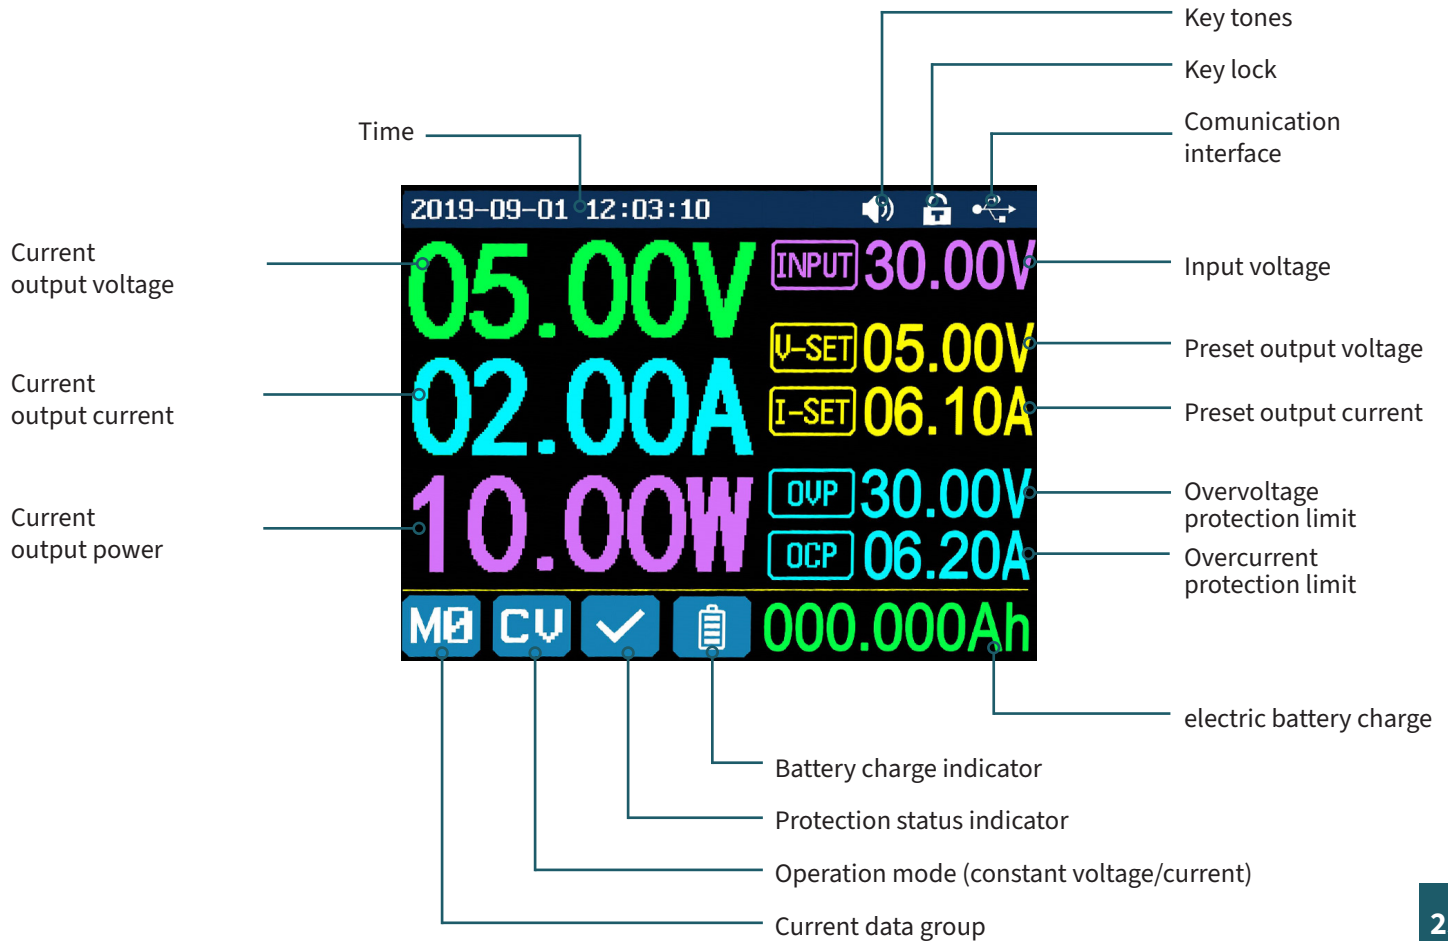 Key tones
Key lock
Comunication
interface
Time
2019-09-01 12:03:10
Current
output voltage
05.00V
INPUT 30.00V
Input voltage
V-SET 05.00V
Preset output voltage
Current
output current
02.00A
I-SET 06.10A
Preset output current
Current
output power
10.00W
OVP 30.00V
Overvoltage
protection limit
OCP 06.20A
Overcurrent
protection limit
M0 CV 000.000Ah
electric battery charge
Battery charge indicator
Protection status indicator
Operation mode (constant voltage/current)
Current data group
2